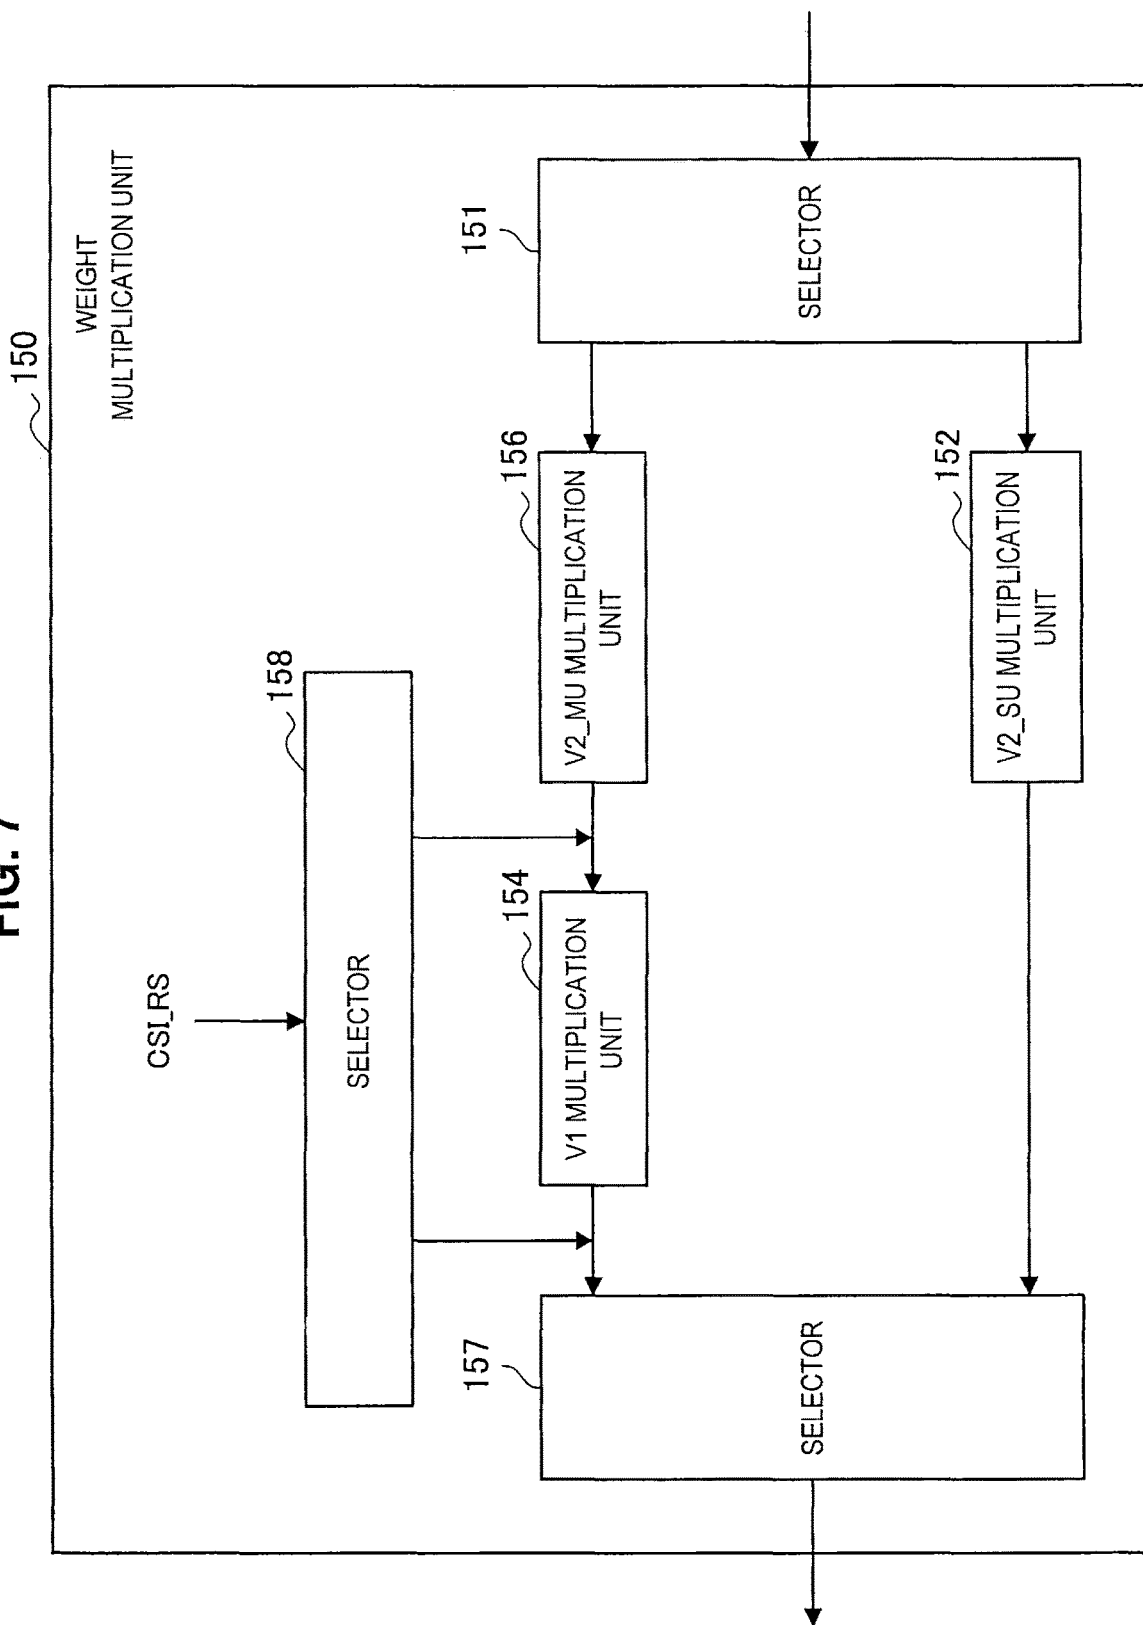 FIG. 7
150
WEIGHT
MULTIPLICATION UNIT
CSI_RS
158
SELECTOR
157
SELECTOR
154
V1 MULTIPLICATION
UNIT
156
V2_MU MULTIPLICATION
UNIT
151
SELECTOR
152
V2_SU MULTIPLICATION
UNIT